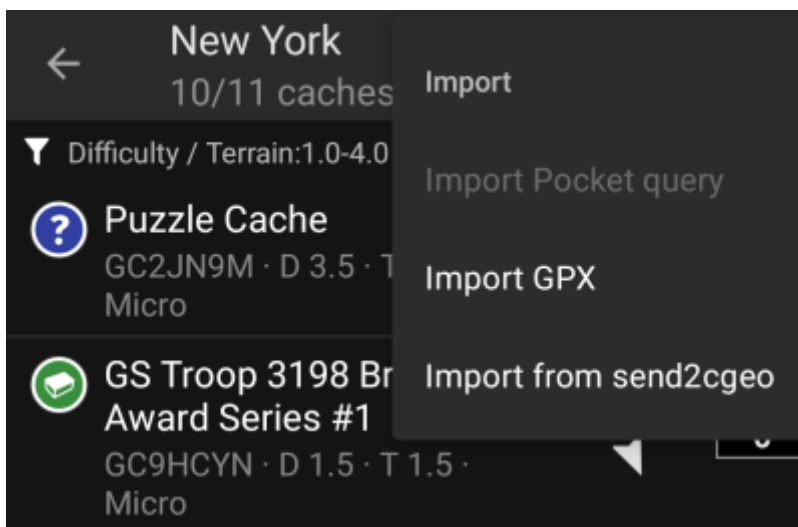 New York
10/11 caches
Difficulty / Terrain:1.0-4.0
?
Puzzle Cache
GC2JN9M · D 3.5 · T
Micro
GS Troop 3198 Br
Award Series #1
GC9HCYN · D 1.5 · T 1.5 ·
Micro
Import
Import Pocket query
Import GPX
Import from send2cgeo